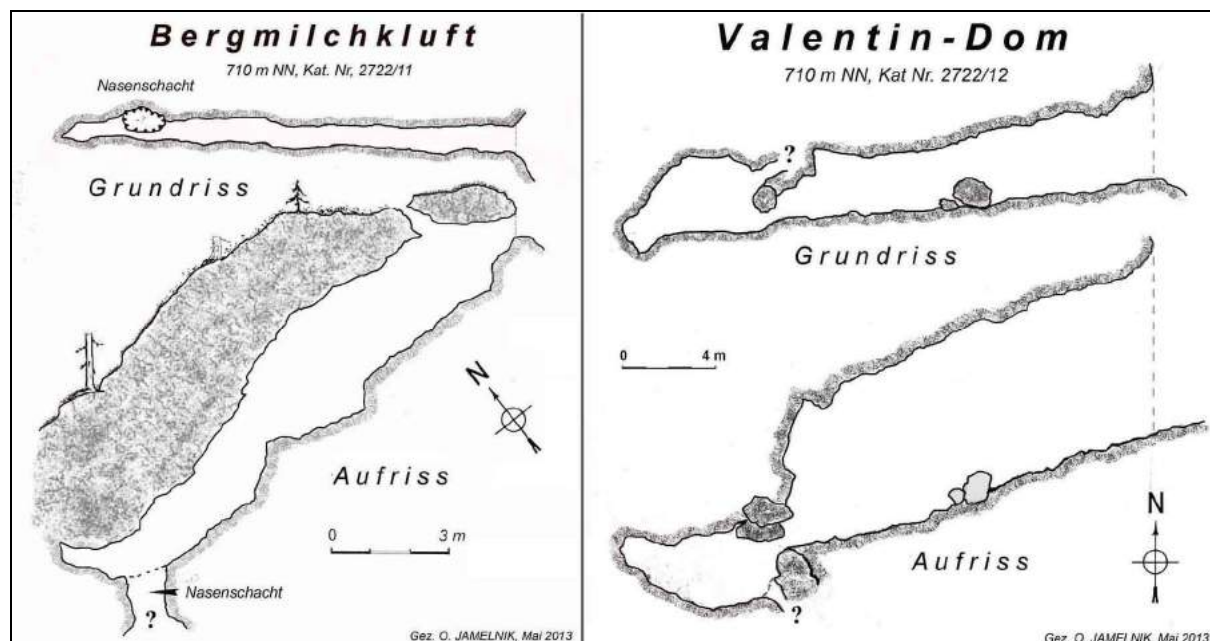 Bergmilchkluft
710 m NN, Kat. Nr, 2722/11
Nasenschacht
Grundriss
N
Aufriss
0 3 m
Nasenschacht
?
Gez. O. JAMELNIK, Mai 2013
Valentin-Dom
710 m NN, Kat Nr. 2722/12
?
Grundriss
0 4 m
N
Aufriss
?
Gez. O. JAMELNIK, Mai 2013